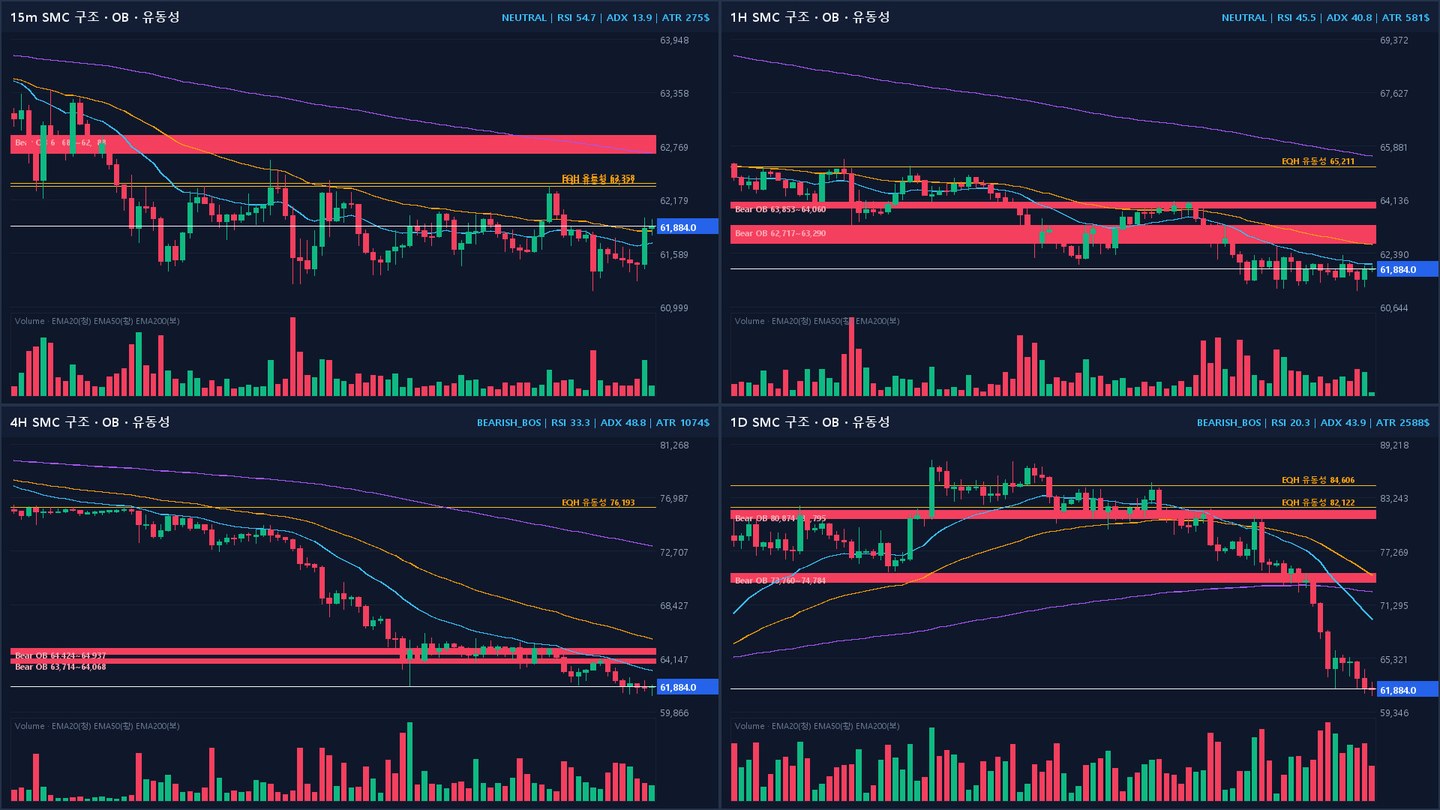 15m SMC 구조 · OB · 유동성
NEUTRAL | RSI 54.7 | ADX 13.9 | ATR 275$
63,948
63,358
62,769
62,179
61,884.0
61,589
60,999
EQH 유동성 62,358
Volume · EMA20(청) EMA50(황) EMA200(보)
1H SMC 구조 · OB · 유동성
NEUTRAL | RSI 45.5 | ADX 40.8 | ATR 581$
69,372
67,627
65,881
64,136
62,390
61,884.0
60,644
EQH 유동성 65,211
Bear OB 63,853~64,060
Bear OB 62,717~63,290
Volume · EMA20(청) EMA50(황) EMA200(보)
4H SMC 구조 · OB · 유동성
BEARISH_BOS | RSI 33.3 | ADX 48.8 | ATR 1074$
81,268
76,987
72,707
68,427
64,147
61,884.0
59,866
EQH 유동성 76,193
Bear OB 64,424~64,937
Bear OB 63,714~64,068
Volume · EMA20(청) EMA50(황) EMA200(보)
1D SMC 구조 · OB · 유동성
BEARISH_BOS | RSI 20.3 | ADX 43.9 | ATR 2588$
89,218
83,243
77,269
71,295
65,321
61,884.0
59,346
EQH 유동성 84,606
EQH 유동성 82,122
Bear OB 80,874
Bear OB 73,760~74,784
Volume · EMA20(청) EMA50(황) EMA200(보)